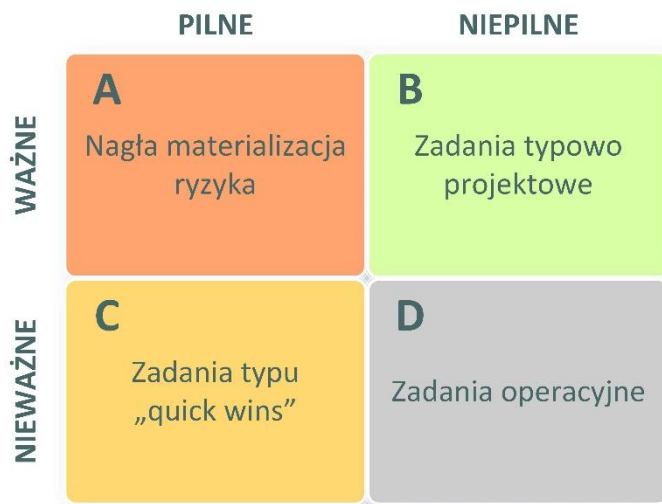 PILNE
NIEPILNE
WAŻNE
A
Nagła materializacja
ryzyka
B
Zadania typowo
projektowe
NIEWAŻNE
C
Zadania typu
„quick wins”
D
Zadania operacyjne